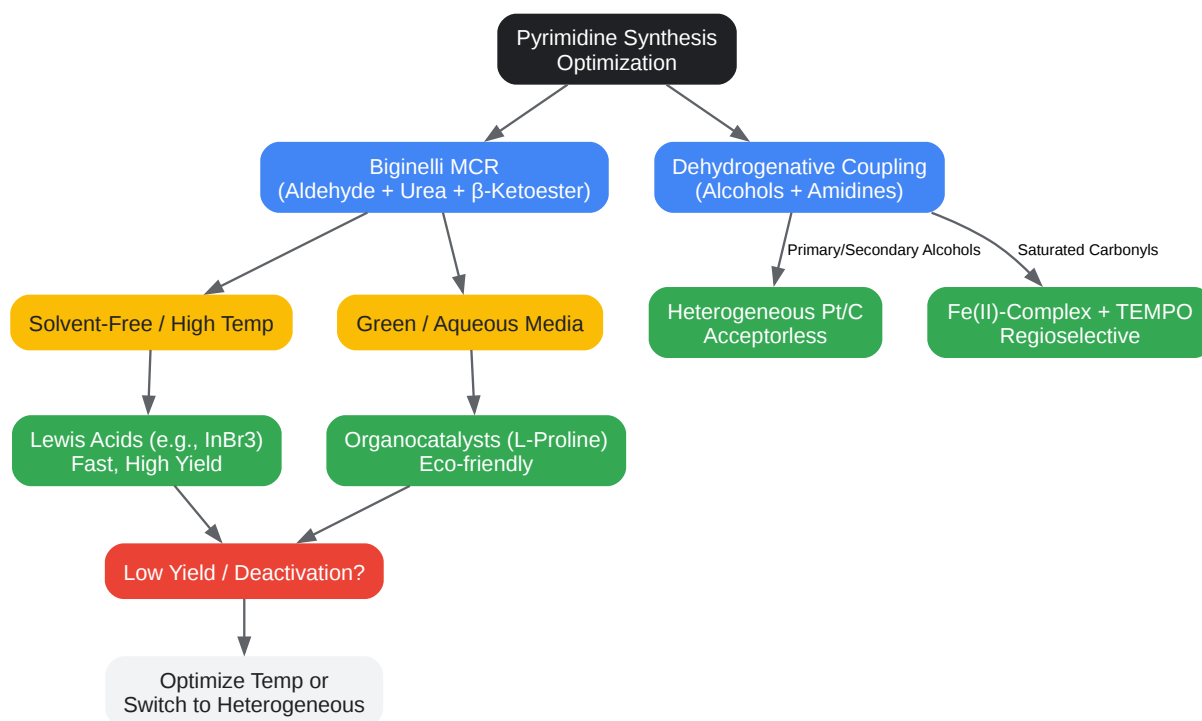 Pyrimidine Synthesis
Optimization
Biginelli MCR
(Aldehyde + Urea + β-Ketoester)
Dehydrogenative Coupling
(Alcohols + Amidines)
Primary/Secondary Alcohols
Saturated Carbonyls
Solvent-Free / High Temp
Green / Aqueous Media
Heterogeneous Pt/C
Acceptorless
Fe(II)-Complex + TEMPO
Regioselective
Lewis Acids (e.g., InBr3)
Fast, High Yield
Organocatalysts (L-Proline)
Eco-friendly
Low Yield / Deactivation?
Optimize Temp or
Switch to Heterogeneous